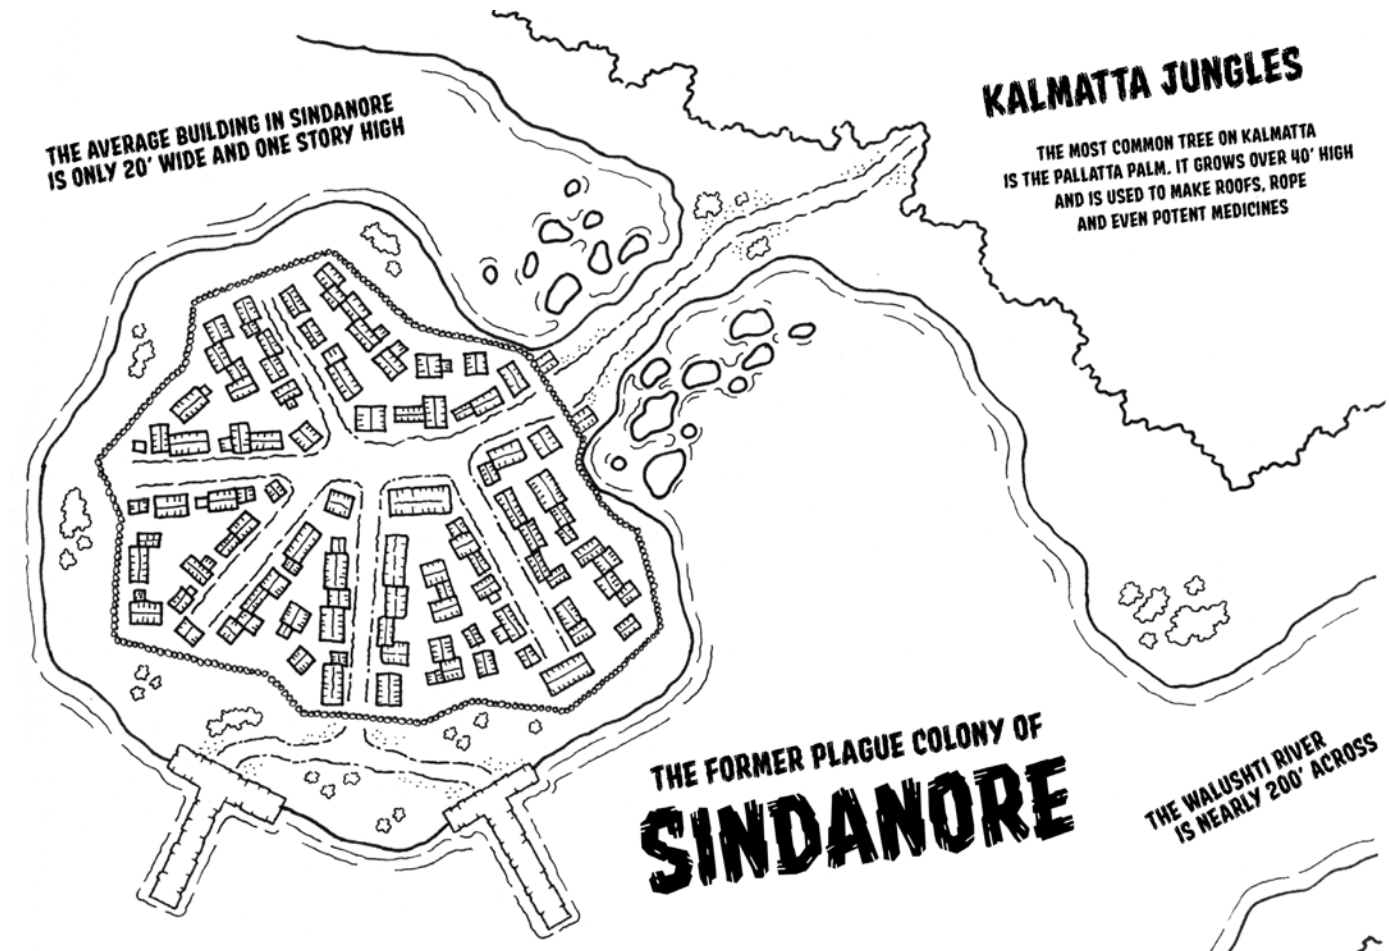 THE AVERAGE BUILDING IN SINDANORE
IS ONLY 20' WIDE AND ONE STORY HIGH
KALMATTA JUNGLES
THE MOST COMMON TREE ON KALMATTA
IS THE PALLATTA PALM. IT GROWS OVER 40' HIGH
AND IS USED TO MAKE ROOFS, ROPE
AND EVEN POTENT MEDICINES
THE FORMER PLAGUE COLONY OF
SINDANORE
THE WALUSHTI RIVER
IS NEARLY 200' ACROSS